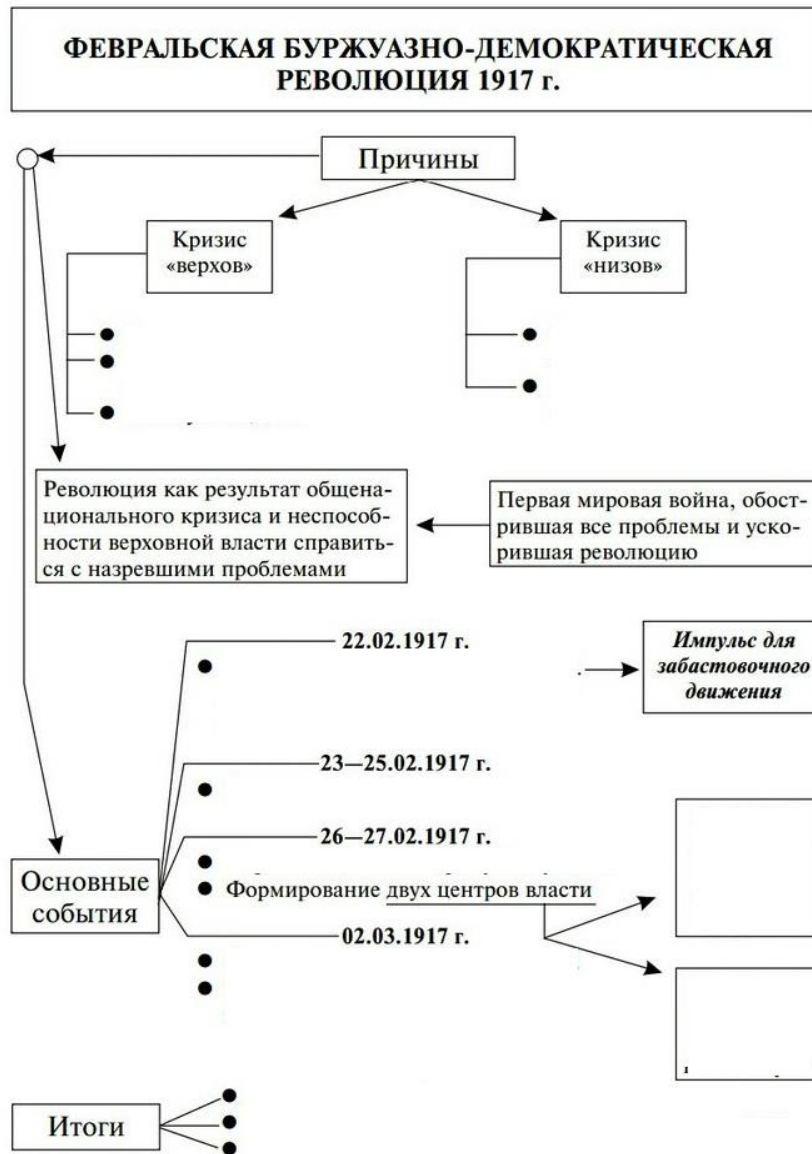 ФЕВРАЛЬСКАЯ БУРЖУАЗНО-ДЕМОКРАТИЧЕСКАЯ
РЕВОЛЮЦИЯ 1917 г.
Причины
Кризис
«верхов»
Кризис
«низов»
Революция как результат общена-
ционального кризиса и неспособ-
ности верховной власти справить-
ся с назревшими проблемами
Первая мировая война, обост-
рившая все проблемы и уско-
рившая революцию
22.02.1917 г.
Импульс для
забастовочного
движения
23—25.02.1917 г.
26—27.02.1917 г.
Основные
события
Формирование двух центров власти
02.03.1917 г.
Итоги